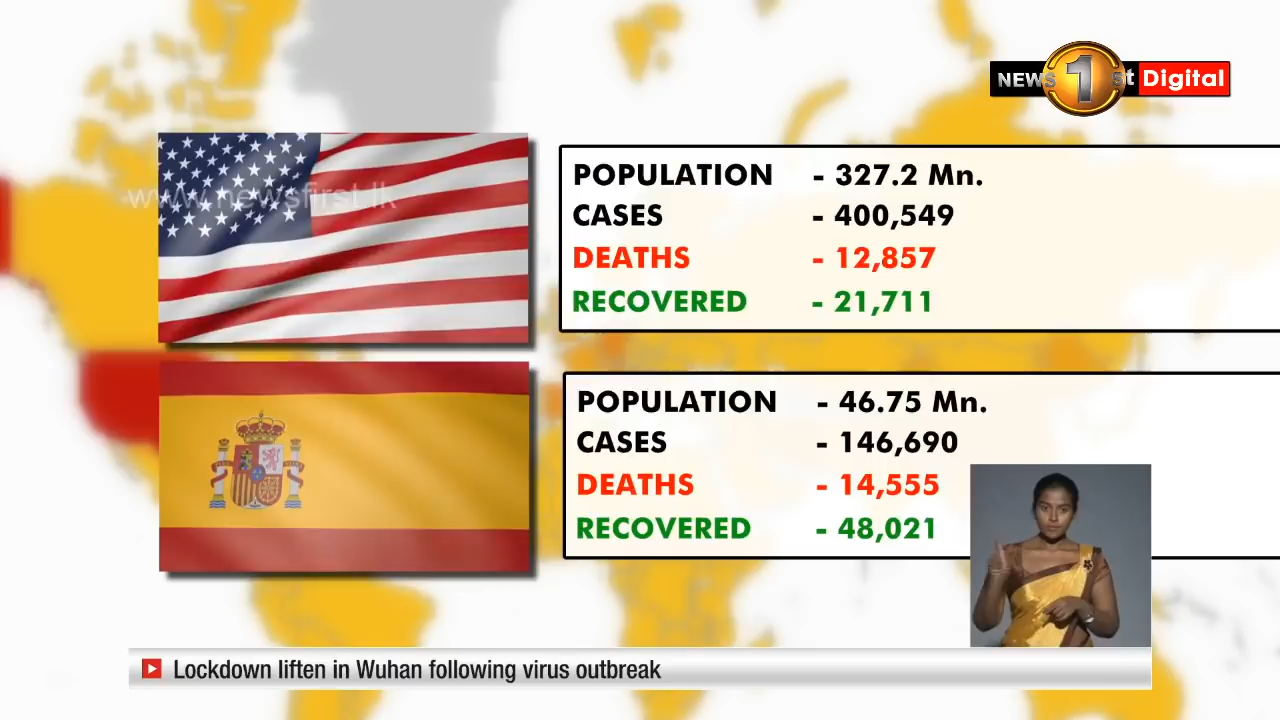 NEWS 1st Digital
www.newsfirst.lk
POPULATION - 327.2 Mn.
CASES - 400,549
DEATHS - 12,857
RECOVERED - 21,711
POPULATION - 46.75 Mn.
CASES - 146,690
DEATHS - 14,555
RECOVERED - 48,021
Lockdown liften in Wuhan following virus outbreak